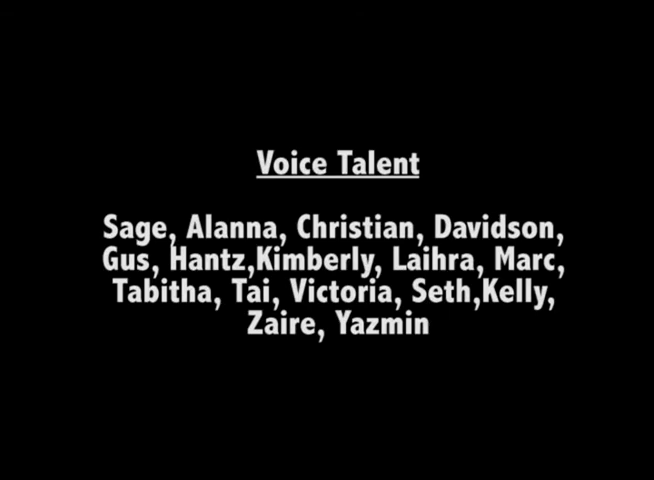 Voice Talent
Sage, Alanna, Christian, Davidson,
Gus, Hantz,Kimberly, Laihra, Marc,
Tabitha, Tai, Victoria, Seth,Kelly,
Zaire, Yazmin